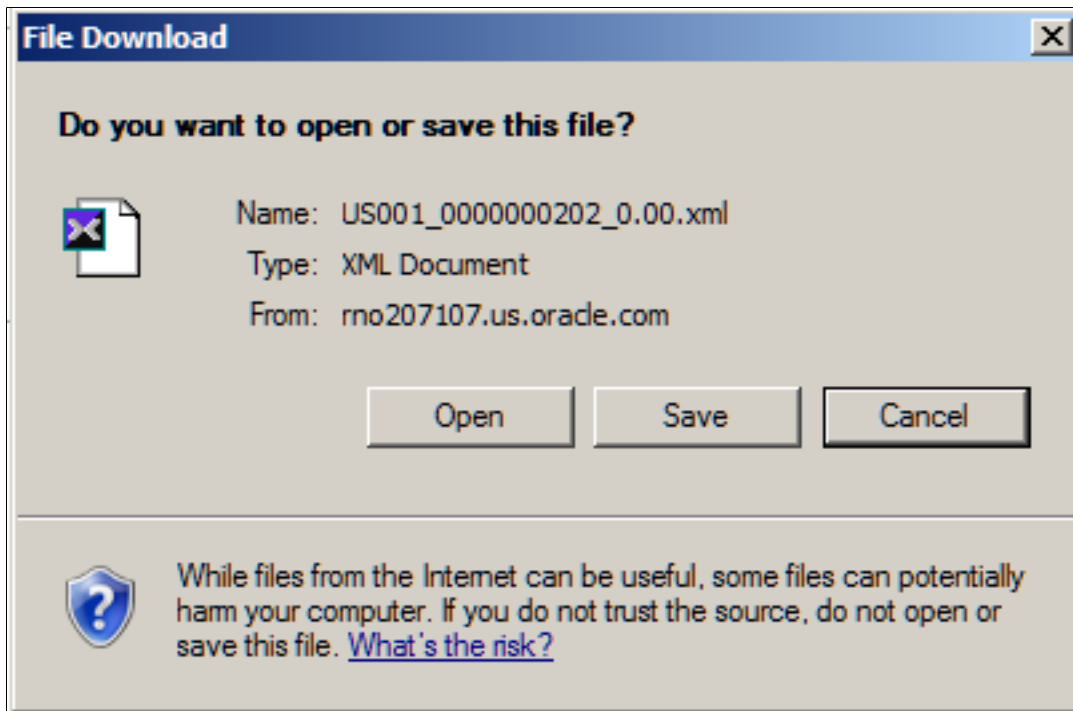 File Download
Do you want to open or save this file?
Name: US001_0000000202_0.00.xml
Type: XML Document
From: rno207107.us.oracle.com
Open Save Cancel
While files from the Internet can be useful, some files can potentially
harm your computer. If you do not trust the source, do not open or
save this file. What's the risk?